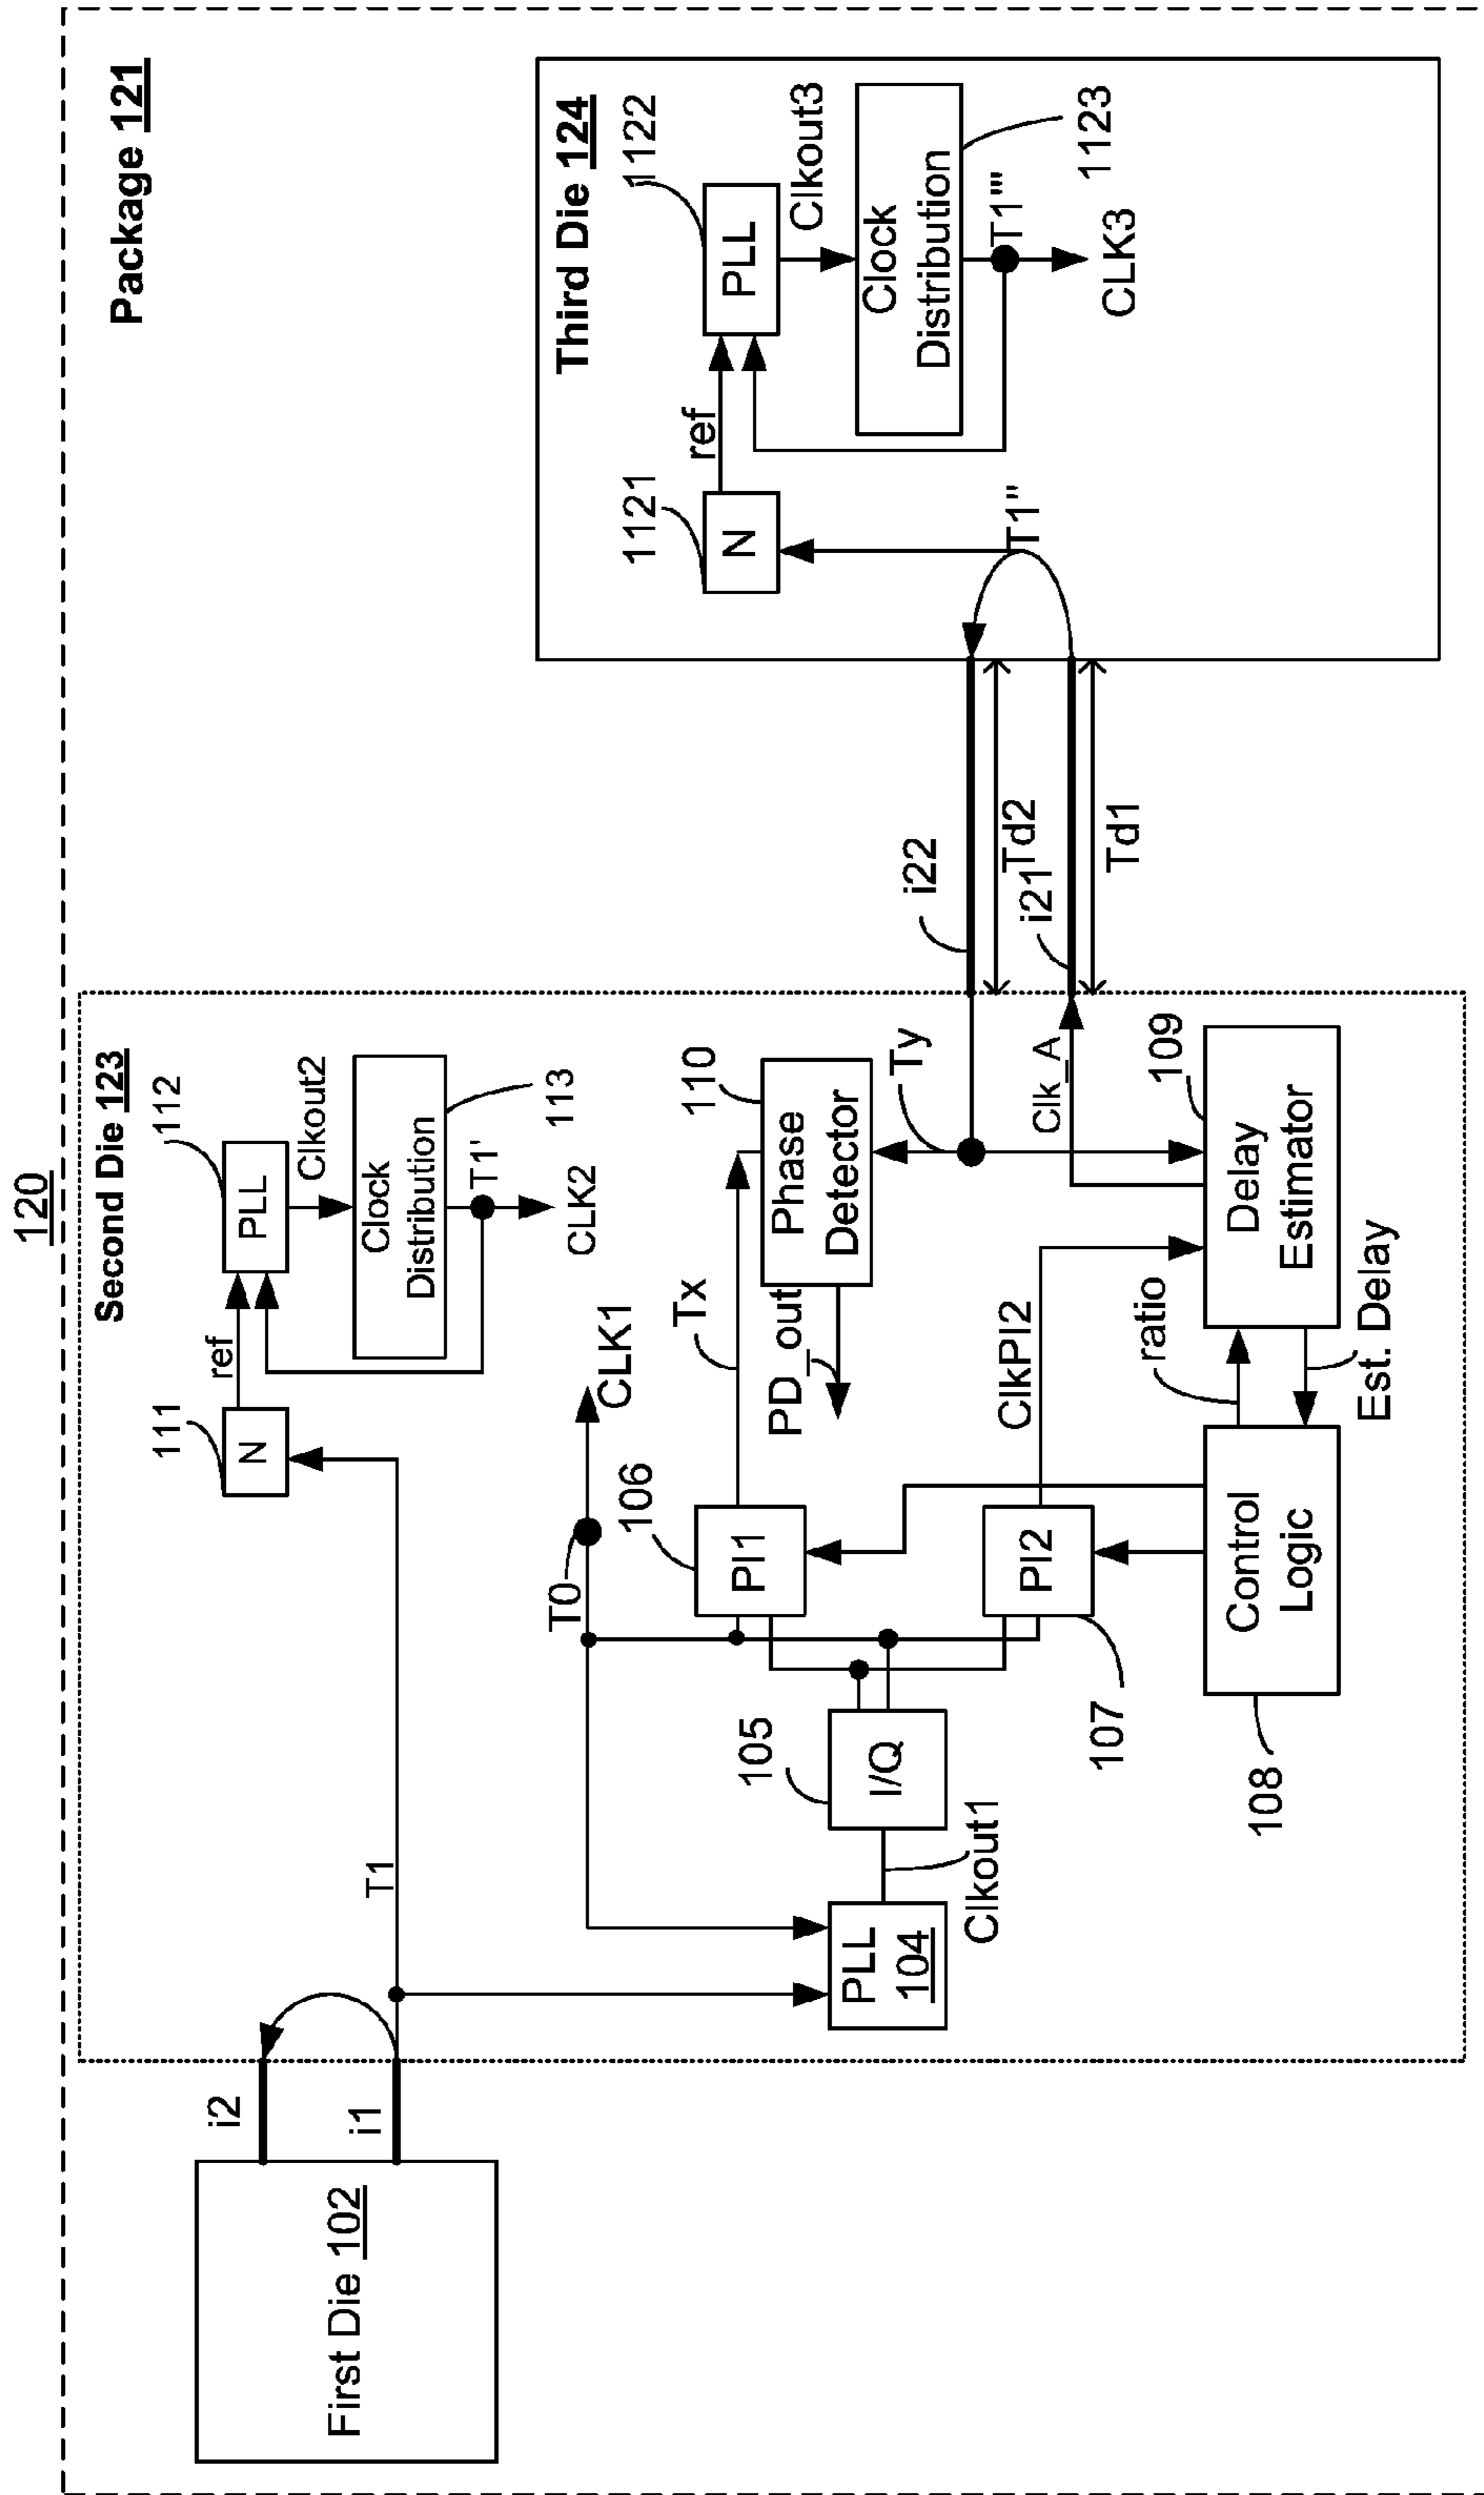 120
Package 121
Second Die 123
First Die 102
i2
i1
T1
111
N
ref
112
PLL
Clkout2
Clock
Distribution
113
T1'
CLK2
T0
CLK1
PLL
104
Clkout1
105
I/Q
106
PI1
Tx
110
Phase
Detector
PD_out
Ty
107
PI2
ClkPI2
Clk_A
108
Control
Logic
ratio
Est. Delay
109
Delay
Estimator
i22
Td2
i21
Td1
Third Die 124
1121
N
ref
1122
PLL
Clkout3
Clock
Distribution
1123
T1'''
CLK3
T1''